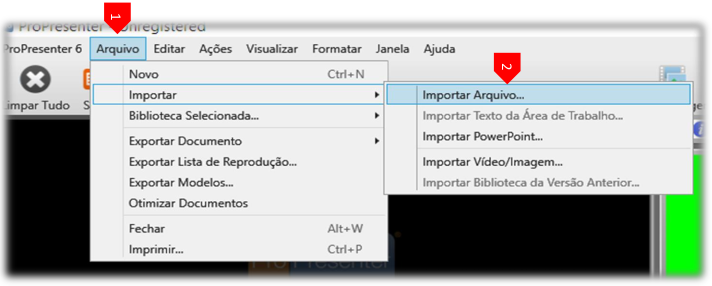 1
ProPresenter - Unregistered
ProPresenter 6 Arquivo Editar Ações Visualizar Formatar Janela Ajuda
2
Limpar Tudo
Novo Ctrl+N
Importar
Importar Arquivo...
Biblioteca Selecionada...
Importar Texto da Área de Trabalho...
Importar PowerPoint...
Exportar Documento
Exportar Lista de Reprodução...
Importar Vídeo/Imagem...
Exportar Modelos...
Importar Biblioteca da Versão Anterior...
Otimizar Documentos
Fechar Alt+W
Imprimir... Ctrl+P
ProPresenter